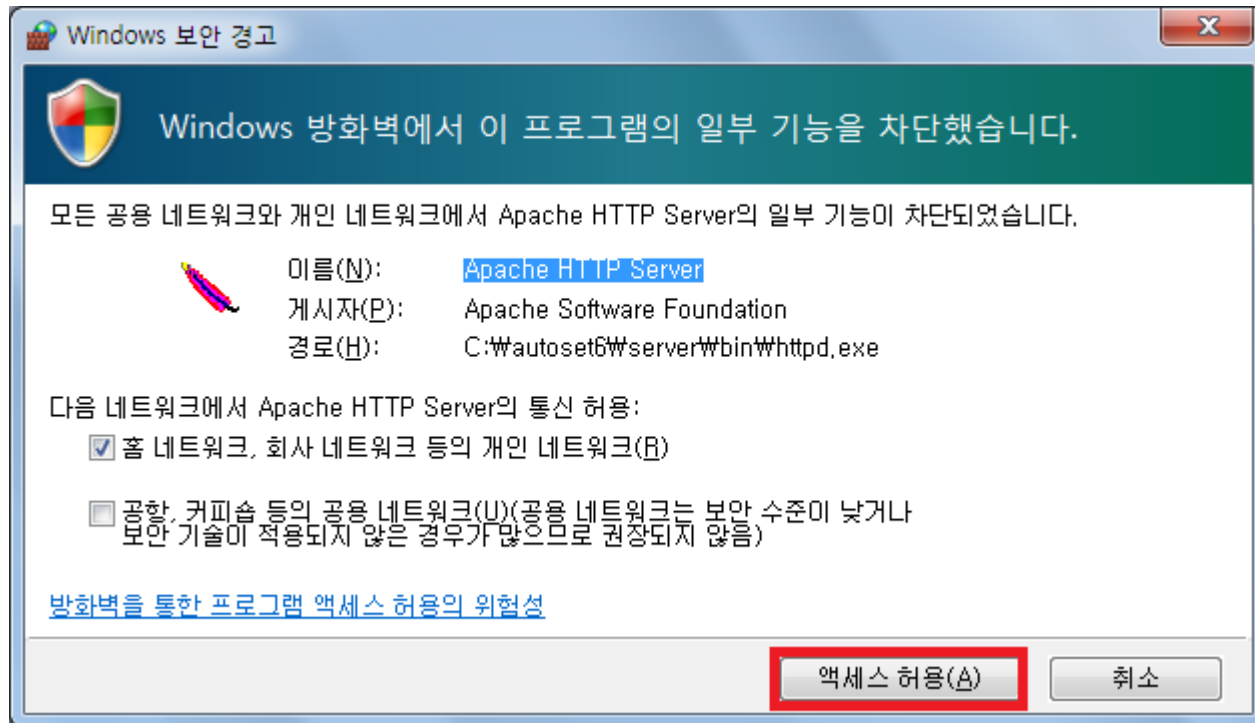 Windows 보안 경고
Windows 방화벽에서 이 프로그램의 일부 기능을 차단했습니다.
모든 공용 네트워크와 개인 네트워크에서 Apache HTTP Server의 일부 기능이 차단되었습니다.
이름(N): Apache HTTP Server
게시자(P): Apache Software Foundation
경로(H): C:₩autoset6₩server₩bin₩httpd.exe
다음 네트워크에서 Apache HTTP Server의 통신 허용:
홈 네트워크, 회사 네트워크 등의 개인 네트워크(R)
공항, 커피숍 등의 공용 네트워크(U)(공용 네트워크는 보안 수준이 낮거나
보안 기술이 적용되지 않은 경우가 많으므로 권장되지 않음)
방화벽을 통한 프로그램 액세스 허용의 위험성
액세스 허용(A) 취소